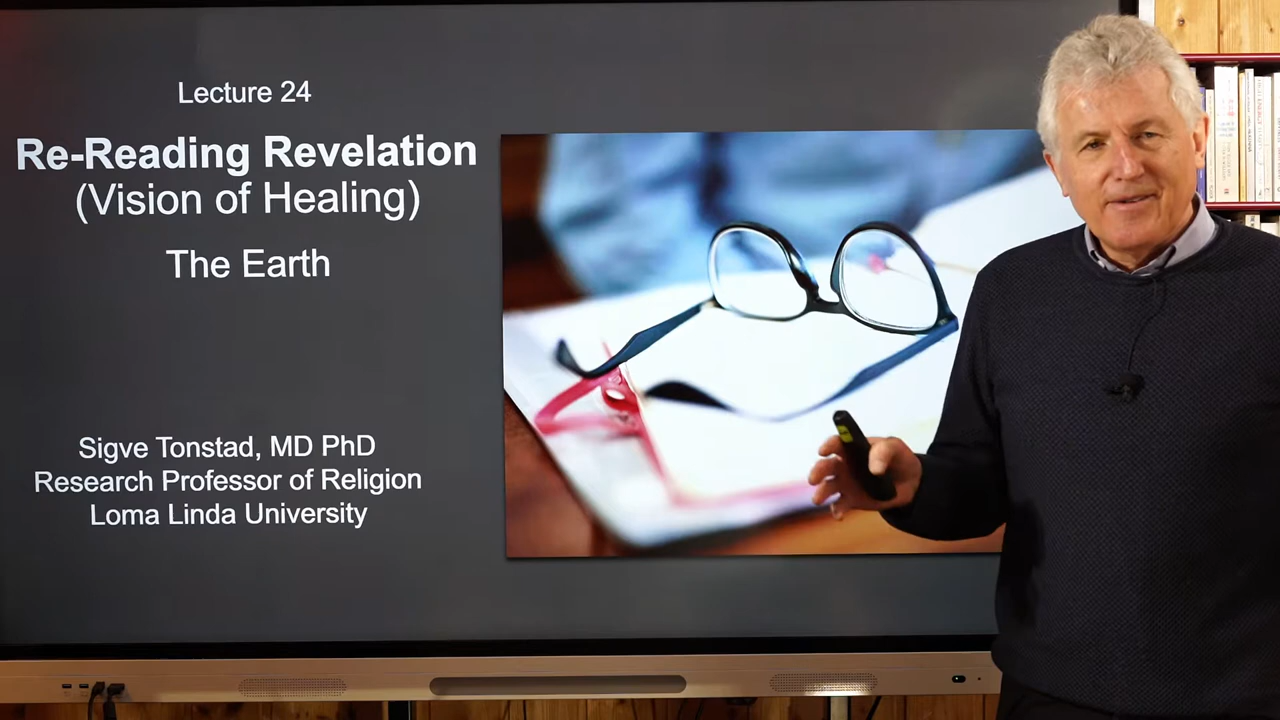 Lecture 24
Re-Reading Revelation
(Vision of Healing)
The Earth
Sigve Tonstad, MD PhD
Research Professor of Religion
Loma Linda University